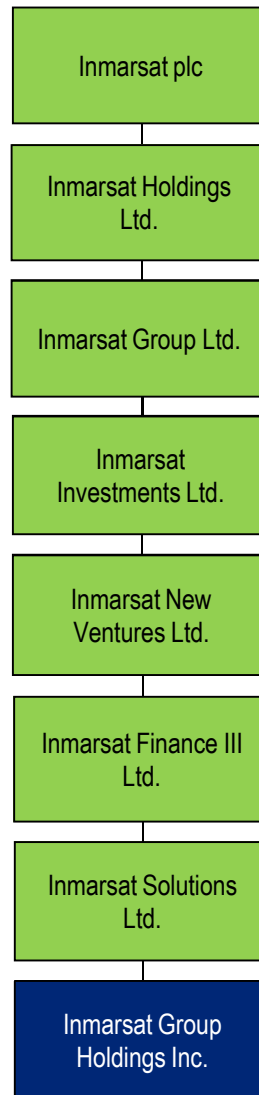 Inmarsat plc
Inmarsat Holdings
Ltd.
Inmarsat Group Ltd.
Inmarsat
Investments Ltd.
Inmarsat New
Ventures Ltd.
Inmarsat Finance III
Ltd.
Inmarsat Solutions
Ltd.
Inmarsat Group
Holdings Inc.